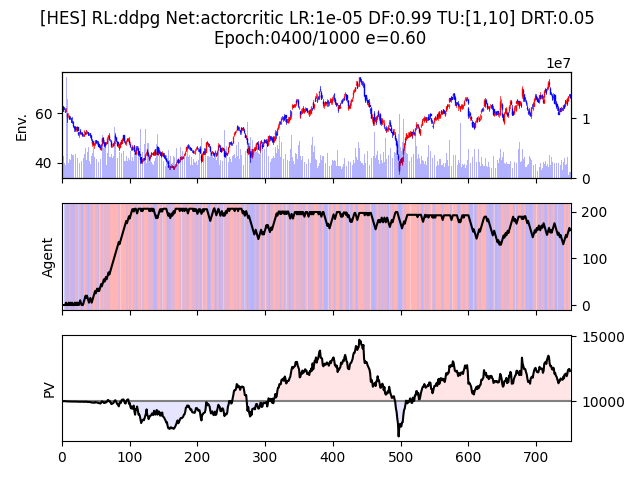 [HES] RL:ddpg Net:actorcritic LR:1e-05 DF:0.99 TU:[1,10] DRT:0.05
Epoch:0400/1000 e=0.60
1e7
Env.
60
40
1
0
Agent
200
100
0
PV
15000
10000
0 100 200 300 400 500 600 700